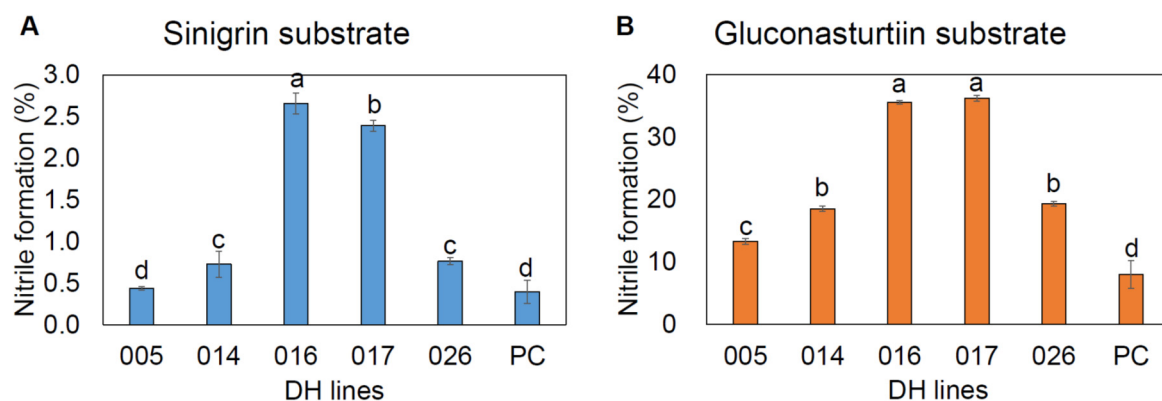 A
Sinigrin substrate
Nitrile formation (%)
3.0
2.5
2.0
1.5
1.0
0.5
0.0
d
c
a
b
c
d
005 014 016 017 026 PC
DH lines
B
Gluconasturtiin substrate
Nitrile formation (%)
40
30
20
10
0
c
b
a
a
b
d
005 014 016 017 026 PC
DH lines